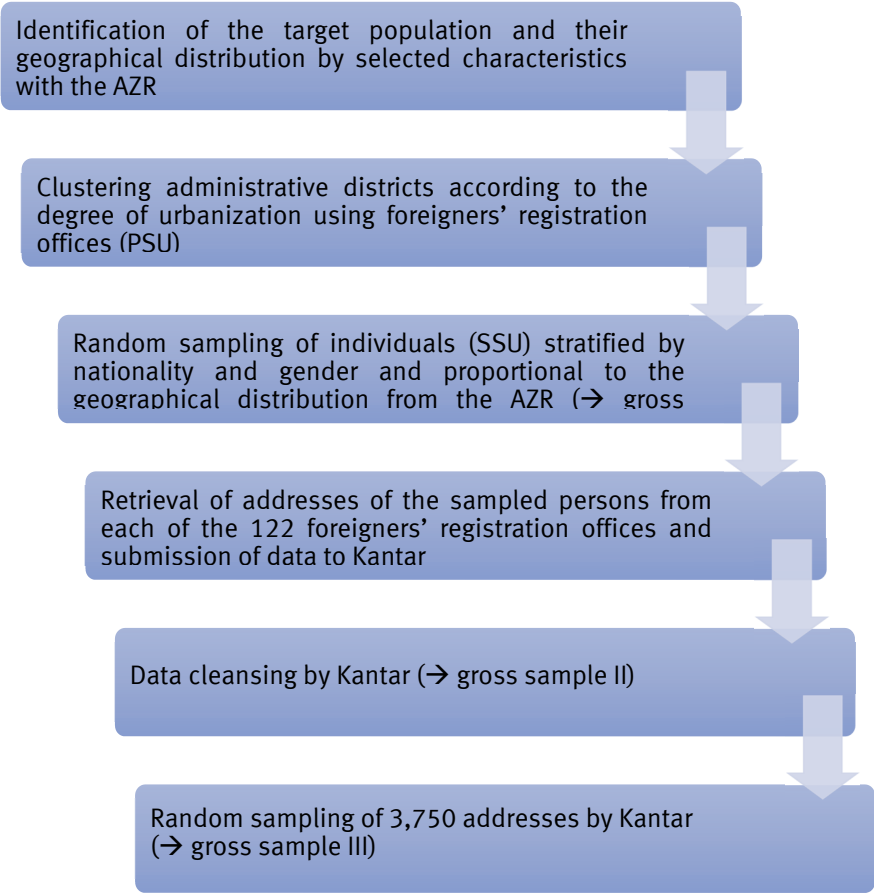 Identification of the target population and their
geographical distribution by selected characteristics
with the AZR
Clustering administrative districts according to the
degree of urbanization using foreigners’ registration
offices (PSU)
Random sampling of individuals (SSU) stratified by
nationality and gender and proportional to the
geographical distribution from the AZR (→ gross
Retrieval of addresses of the sampled persons from
each of the 122 foreigners’ registration offices and
submission of data to Kantar
Data cleansing by Kantar (→ gross sample II)
Random sampling of 3,750 addresses by Kantar
(→ gross sample III)